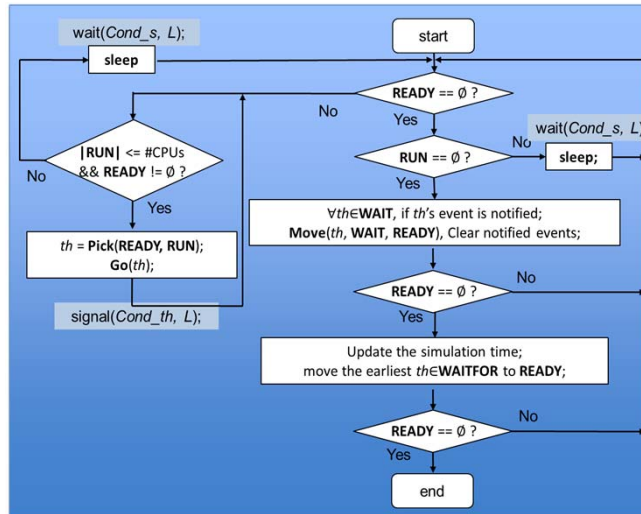 wait(Cond_s, L);
start
sleep
READY == Ø ?
No
Yes
wait(Cond_s, L)
|RUN| <= #CPUs
&& READY != Ø ?
No
Yes
RUN == Ø ?
No
sleep;
Yes
∀th∈WAIT, if th's event is notified;
Move(th, WAIT, READY), Clear notified events;
th = Pick(READY, RUN);
Go(th);
signal(Cond_th, L);
READY == Ø ?
No
Yes
Update the simulation time;
move the earliest th∈WAITFOR to READY;
READY == Ø ?
No
Yes
end